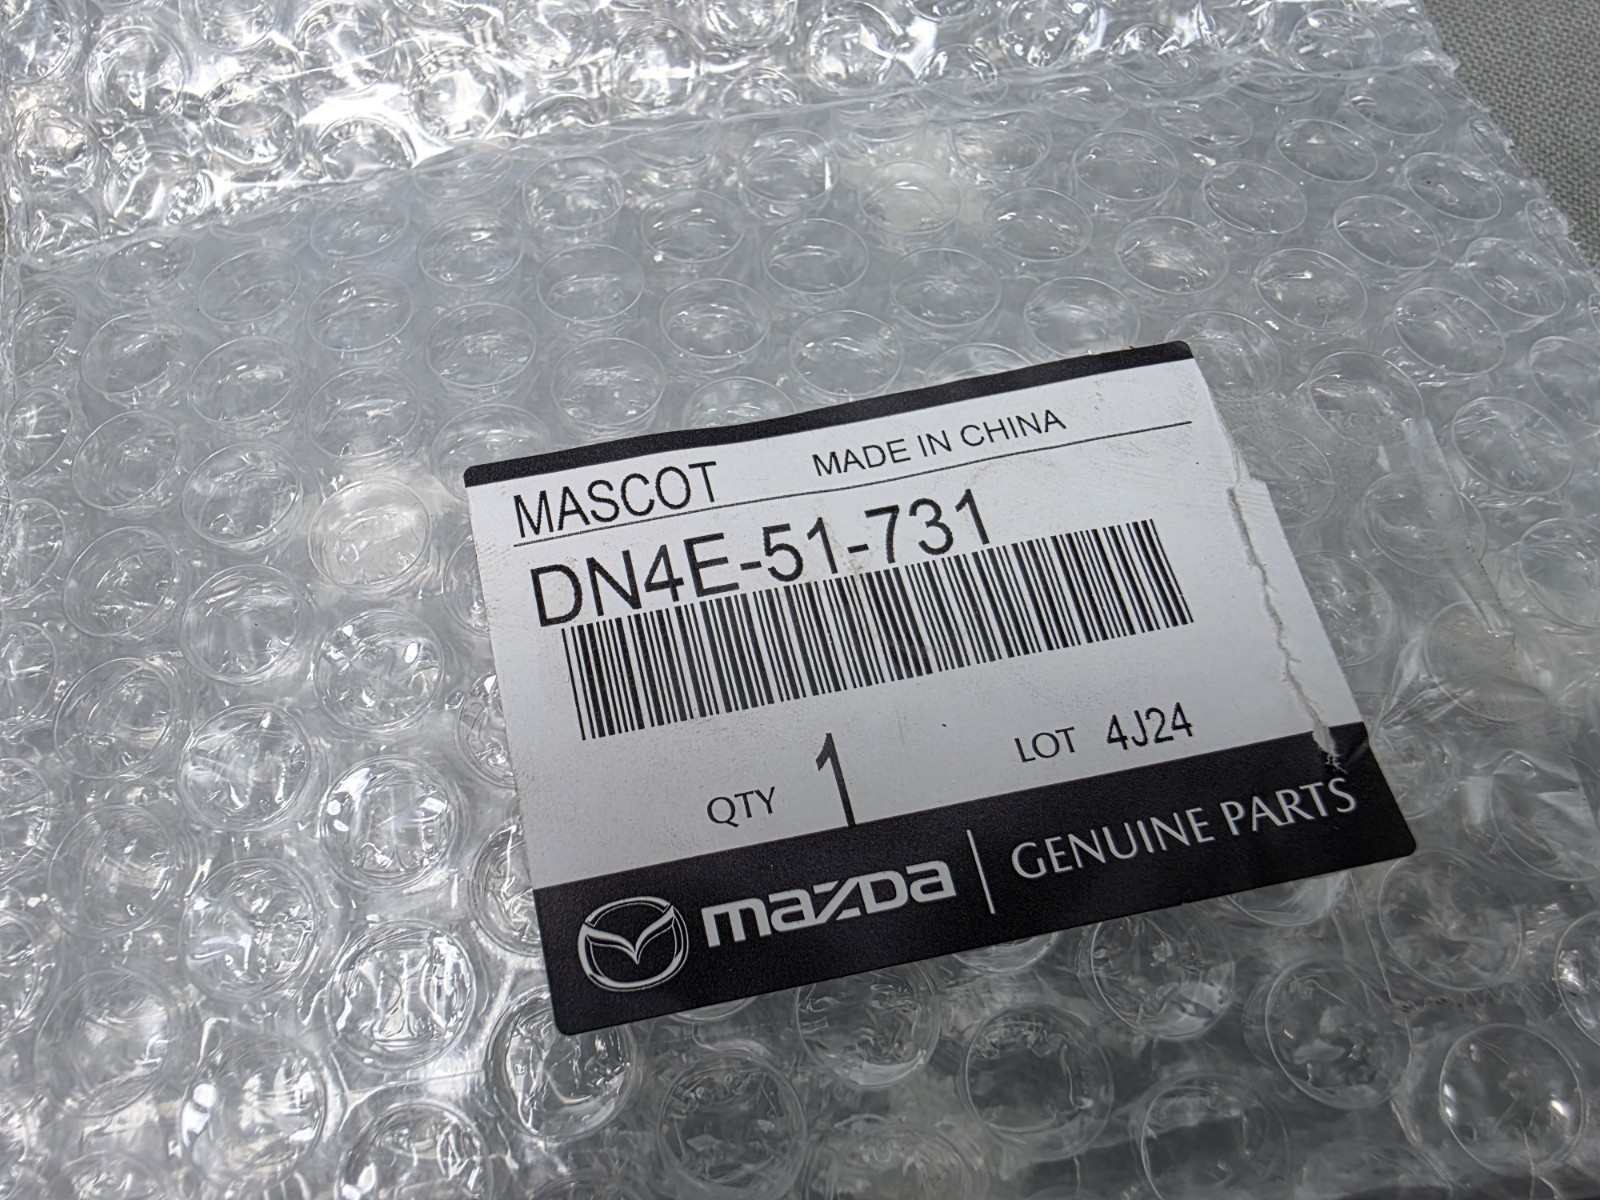 MASCOT MADE IN CHINA
DN4E-51-731
QTY 1 LOT 4J24
mazda GENUINE PARTS